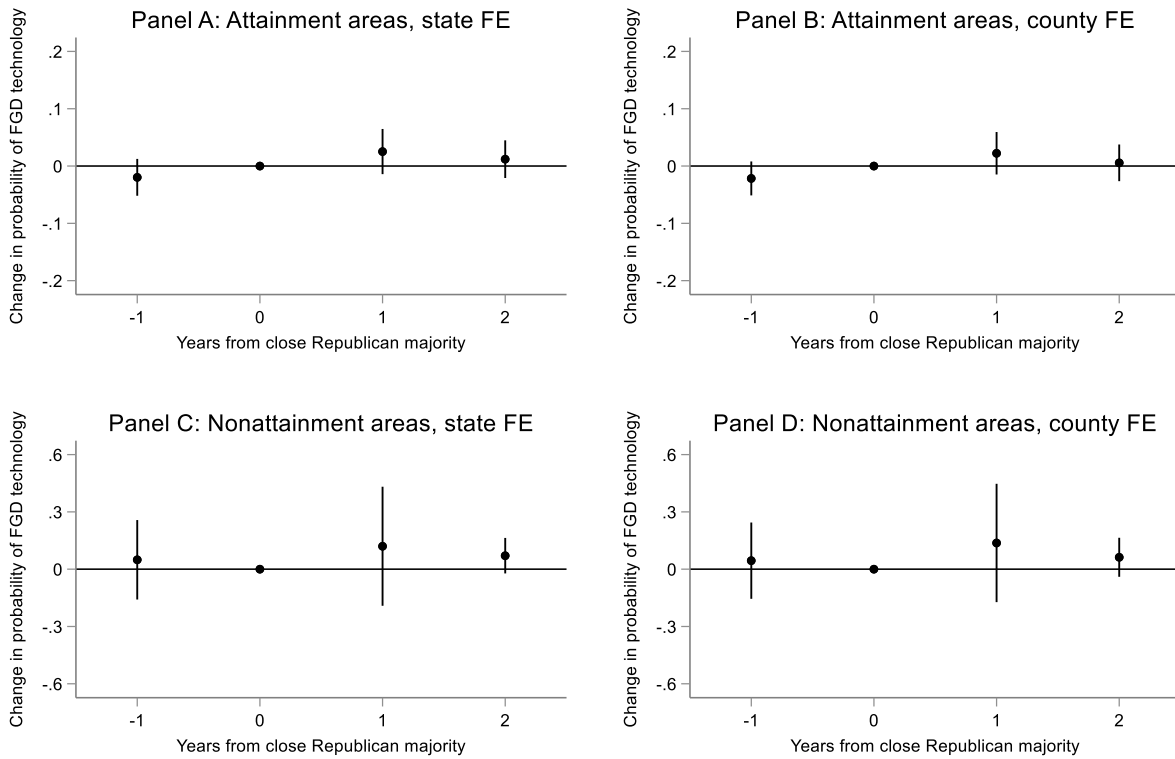 Panel A: Attainment areas, state FE
Change in probability of FGD technology
.2
.1
0
-.1
-.2
-1 0 1 2
Years from close Republican majority
Panel B: Attainment areas, county FE
Change in probability of FGD technology
.2
.1
0
-.1
-.2
-1 0 1 2
Years from close Republican majority
Panel C: Nonattainment areas, state FE
Change in probability of FGD technology
.6
.3
0
-.3
-.6
-1 0 1 2
Years from close Republican majority
Panel D: Nonattainment areas, county FE
Change in probability of FGD technology
.6
.3
0
-.3
-.6
-1 0 1 2
Years from close Republican majority